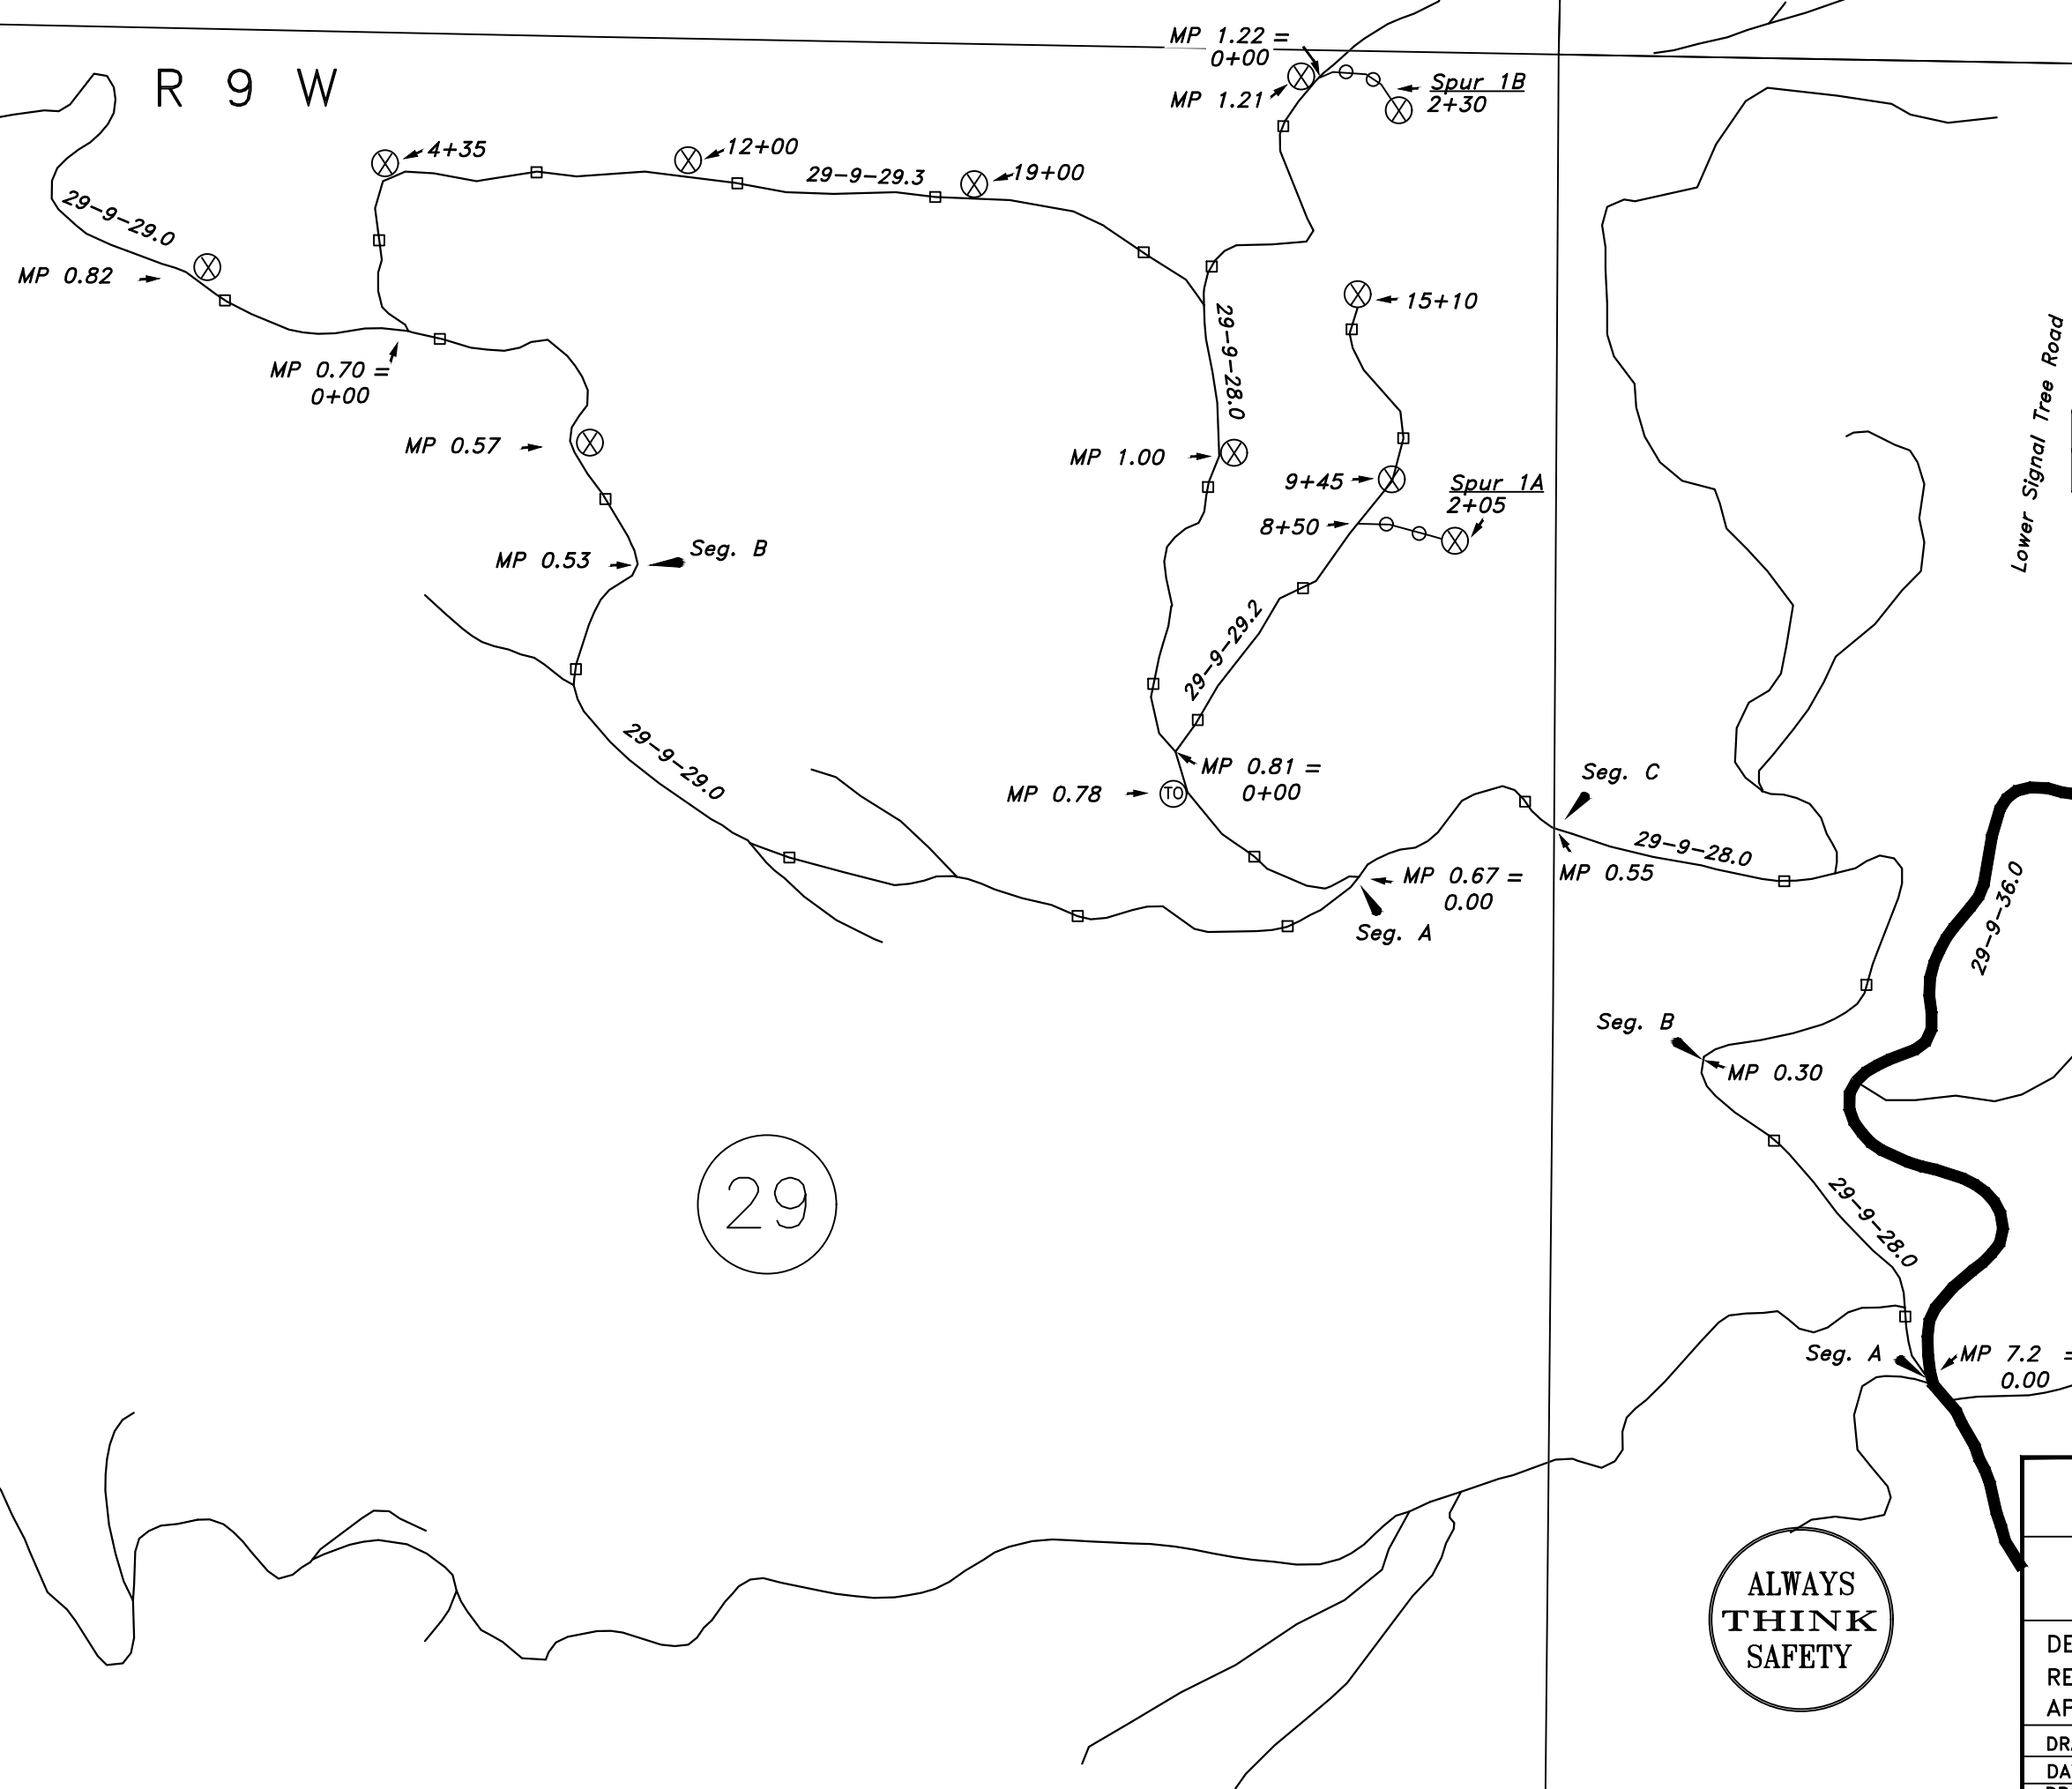 R 9 W
MP 1.22 =
0+00
MP 1.21
Spur 1B
2+30
4+35
12+00
29-9-29.3
19+00
29-9-29.0
MP 0.82
15+10
29-9-28.0
Lower Signal Tree Road
MP 0.70 =
0+00
MP 0.57
MP 1.00
9+45
Spur 1A
2+05
8+50
MP 0.53
Seg. B
29-9-29.2
29-9-29.0
MP 0.81 =
0+00
MP 0.78
TO
Seg. C
29-9-28.0
MP 0.55
MP 0.67 =
0.00
Seg. A
29-9-36.0
Seg. B
MP 0.30
29
29-9-28.0
Seg. A
MP 7.2 =
0.00
ALWAYS
THINK
SAFETY
DE
RE
AP
DR
DA